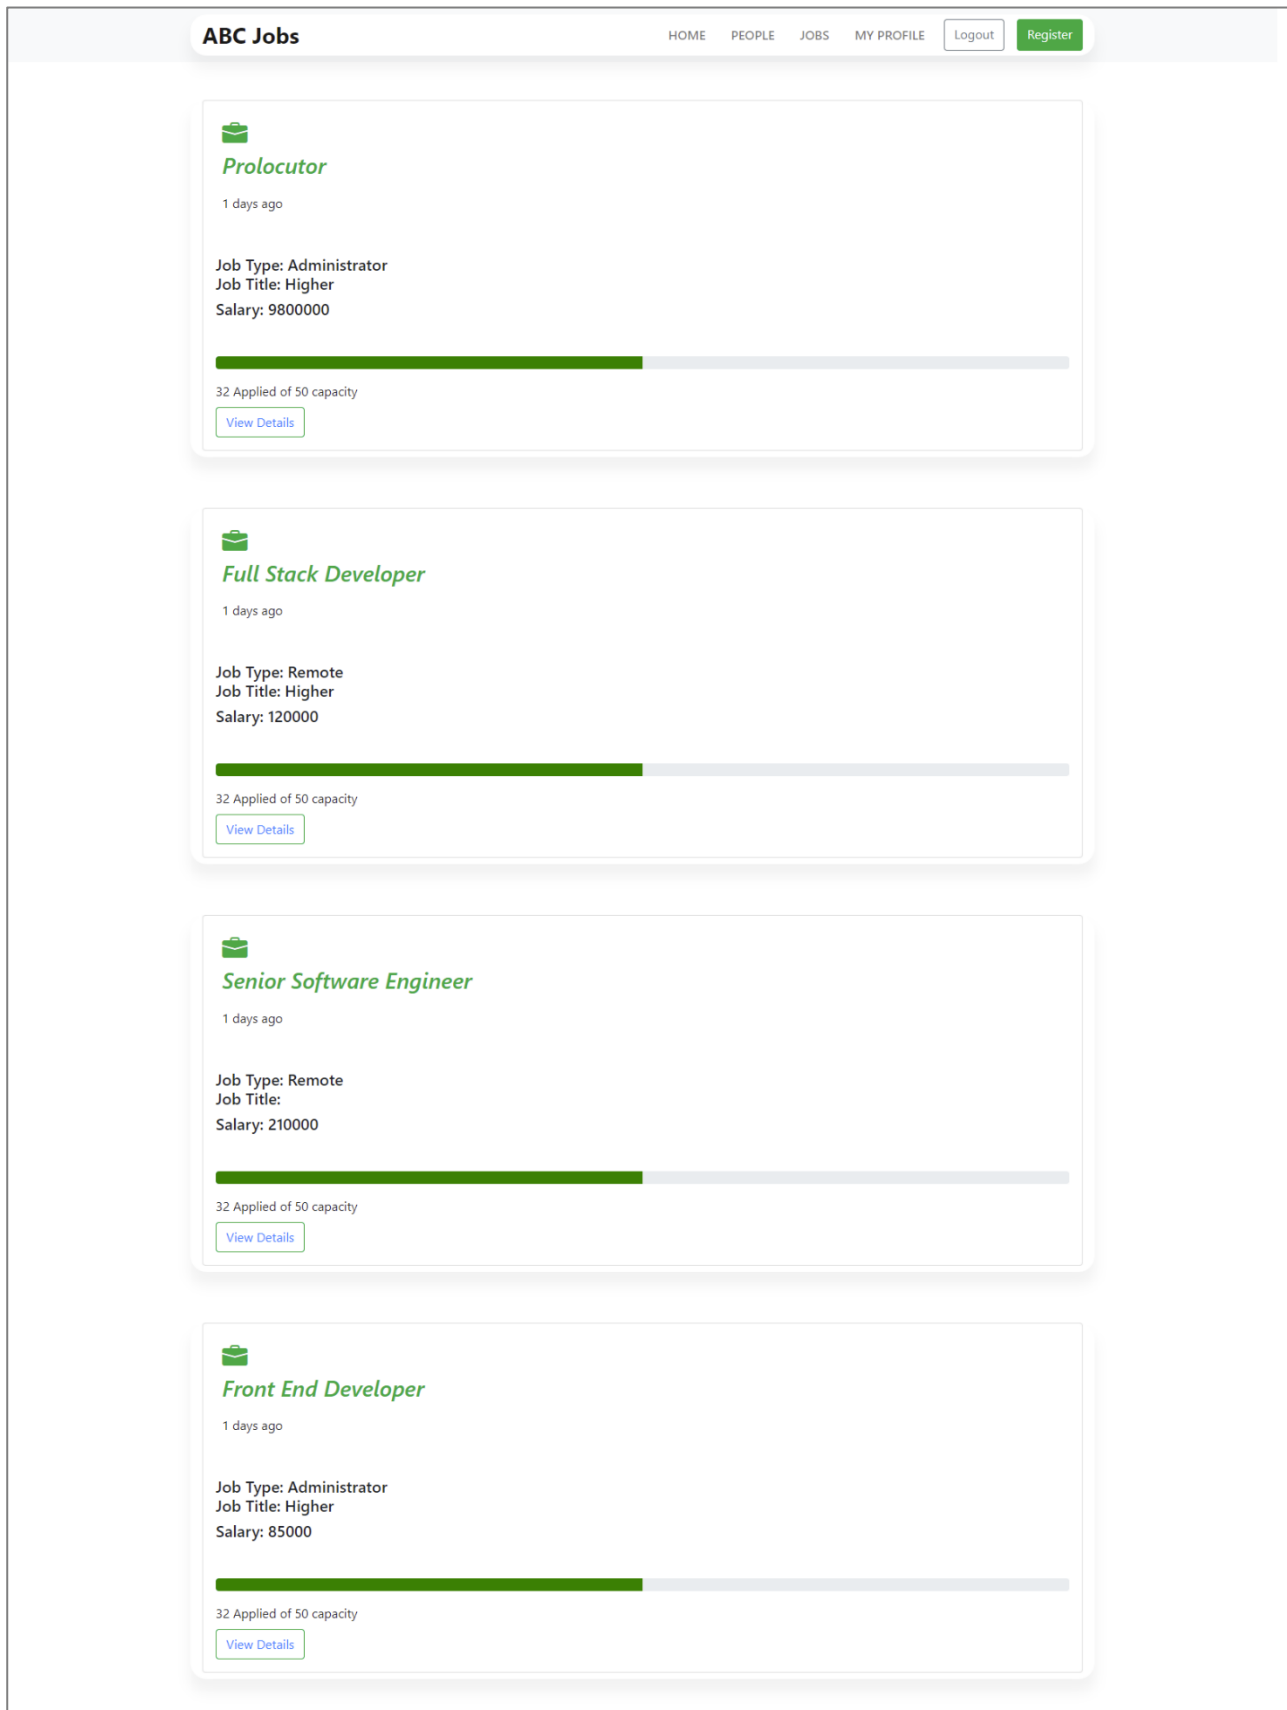 ABC Jobs
HOME PEOPLE JOBS MY PROFILE Logout Register
Prolocutor
1 days ago
Job Type: Administrator
Job Title: Higher
Salary: 9800000
32 Applied of 50 capacity
View Details
Full Stack Developer
1 days ago
Job Type: Remote
Job Title: Higher
Salary: 120000
32 Applied of 50 capacity
View Details
Senior Software Engineer
1 days ago
Job Type: Remote
Job Title:
Salary: 210000
32 Applied of 50 capacity
View Details
Front End Developer
1 days ago
Job Type: Administrator
Job Title: Higher
Salary: 85000
32 Applied of 50 capacity
View Details